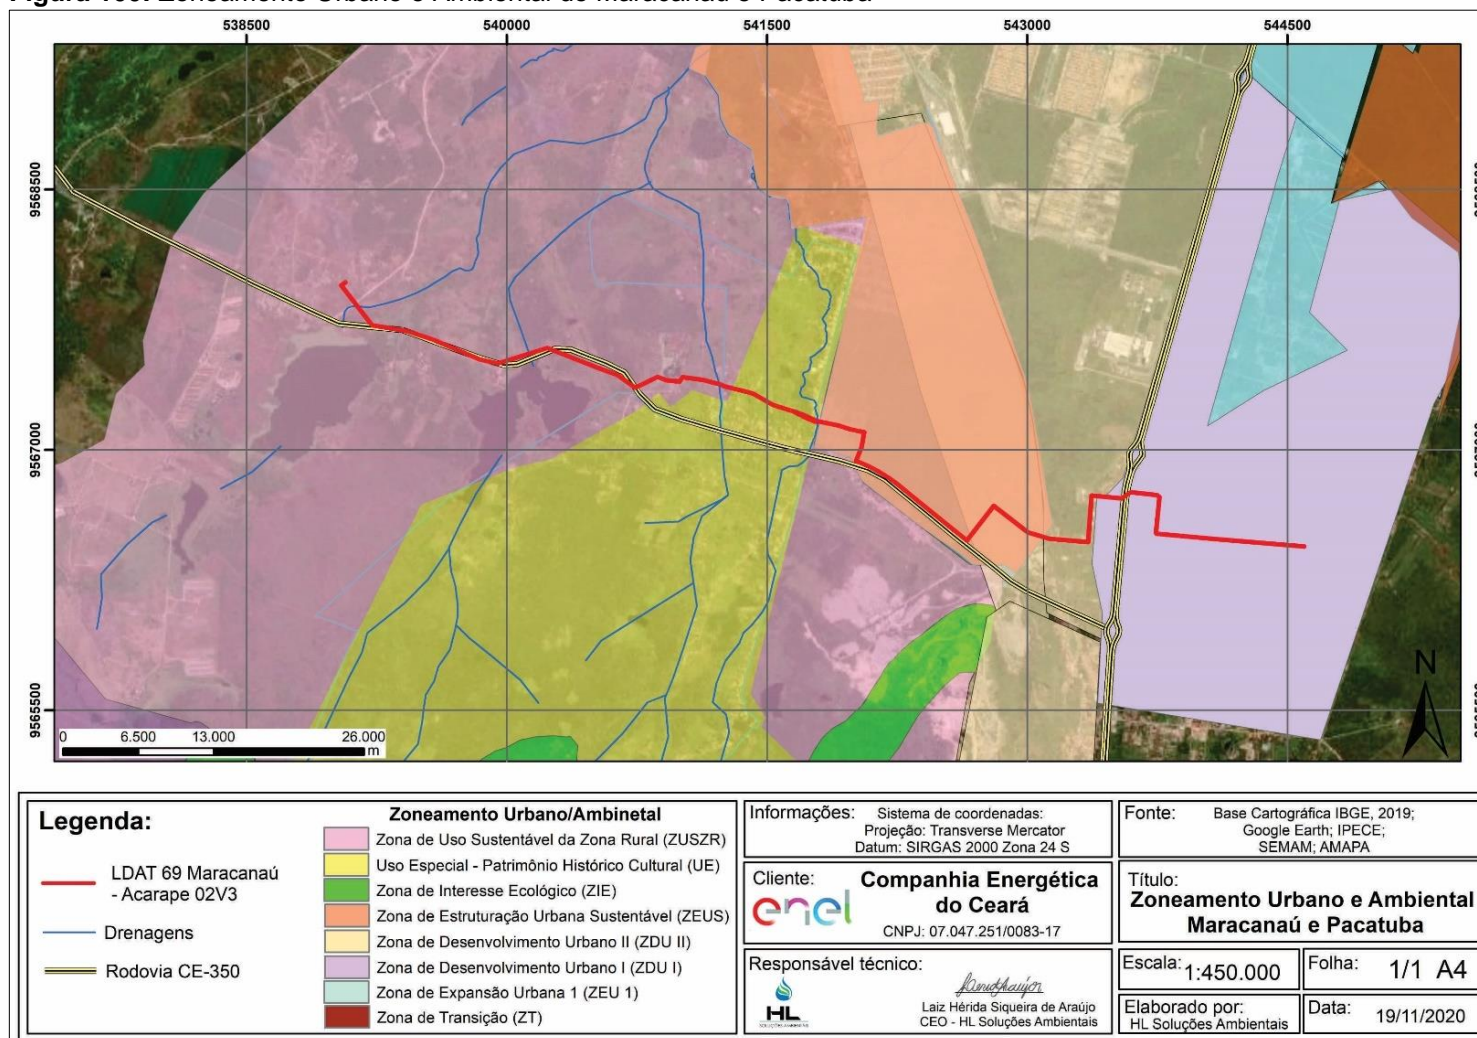 Figura 163: Zoneamento Urbano e Ambiental de Maracanaú e Pacatuba
538500 540000 541500 543000 544500
9568500
9567000
9565500
N
0 6.500 13.000 26.000
m
Legenda:
LDAT 69 Maracanaú
- Acarape 02V3
Drenagens
Rodovia CE-350
Zoneamento Urbano/Ambinetal
Zona de Uso Sustentável da Zona Rural (ZUSZR)
Uso Especial - Patrimônio Histórico Cultural (UE)
Zona de Interesse Ecológico (ZIE)
Zona de Estruturação Urbana Sustentável (ZEUS)
Zona de Desenvolvimento Urbano II (ZDU II)
Zona de Desenvolvimento Urbano I (ZDU I)
Zona de Expansão Urbana 1 (ZEU 1)
Zona de Transição (ZT)
Informações: Sistema de coordenadas:
Projeção: Transverse Mercator
Datum: SIRGAS 2000 Zona 24 S
Cliente:
enel
Companhia Energética
do Ceará
CNPJ: 07.047.251/0083-17
Responsável técnico:
HL
SOLUÇÕES AMBIENTAIS
Laiz Hérida Siqueira de Araújo
CEO - HL Soluções Ambientais
Fonte: Base Cartográfica IBGE, 2019;
Google Earth; IPECE;
SEMAM; AMAPA
Título:
Zoneamento Urbano e Ambiental
Maracanaú e Pacatuba
Escala: 1:450.000
Folha: 1/1 A4
Elaborado por:
HL Soluções Ambientais
Data: 19/11/2020